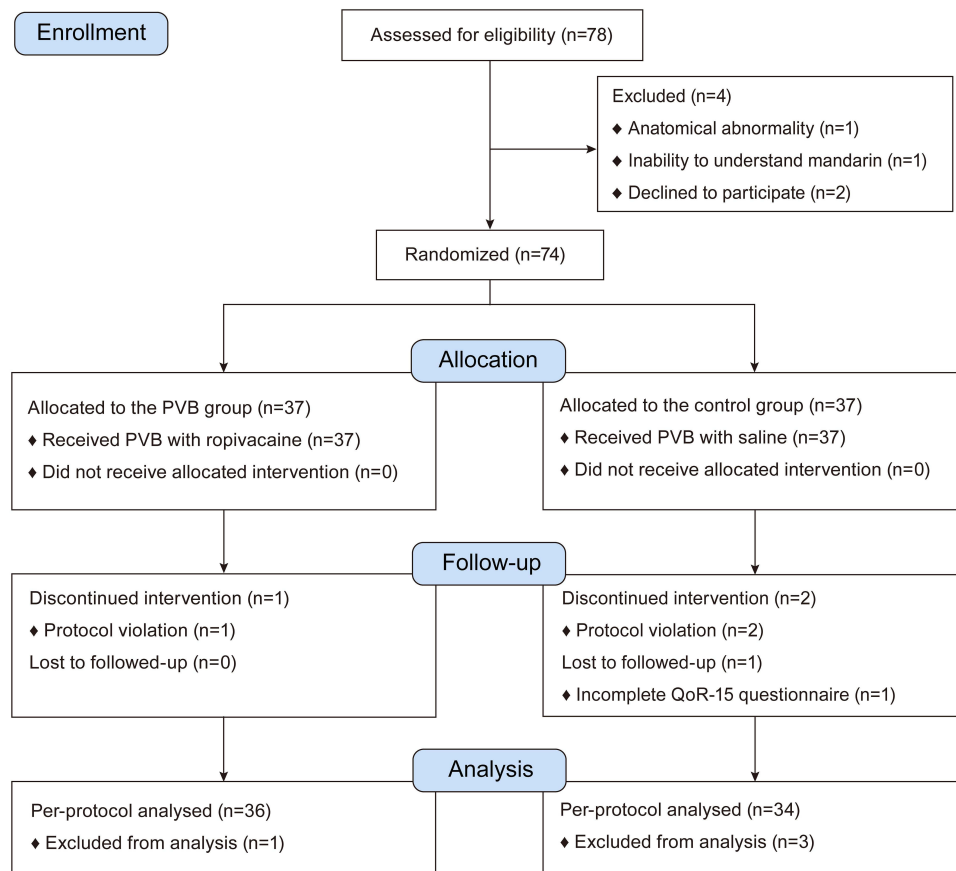 Enrollment
Assessed for eligibility (n=78)
Excluded (n=4)
♦ Anatomical abnormality (n=1)
♦ Inability to understand mandarin (n=1)
♦ Declined to participate (n=2)
Randomized (n=74)
Allocation
Allocated to the PVB group (n=37)
♦ Received PVB with ropivacaine (n=37)
♦ Did not receive allocated intervention (n=0)
Allocated to the control group (n=37)
♦ Received PVB with saline (n=37)
♦ Did not receive allocated intervention (n=0)
Follow-up
Discontinued intervention (n=1)
♦ Protocol violation (n=1)
Lost to followed-up (n=0)
Discontinued intervention (n=2)
♦ Protocol violation (n=2)
Lost to followed-up (n=1)
♦ Incomplete QoR-15 questionnaire (n=1)
Analysis
Per-protocol analysed (n=36)
♦ Excluded from analysis (n=1)
Per-protocol analysed (n=34)
♦ Excluded from analysis (n=3)